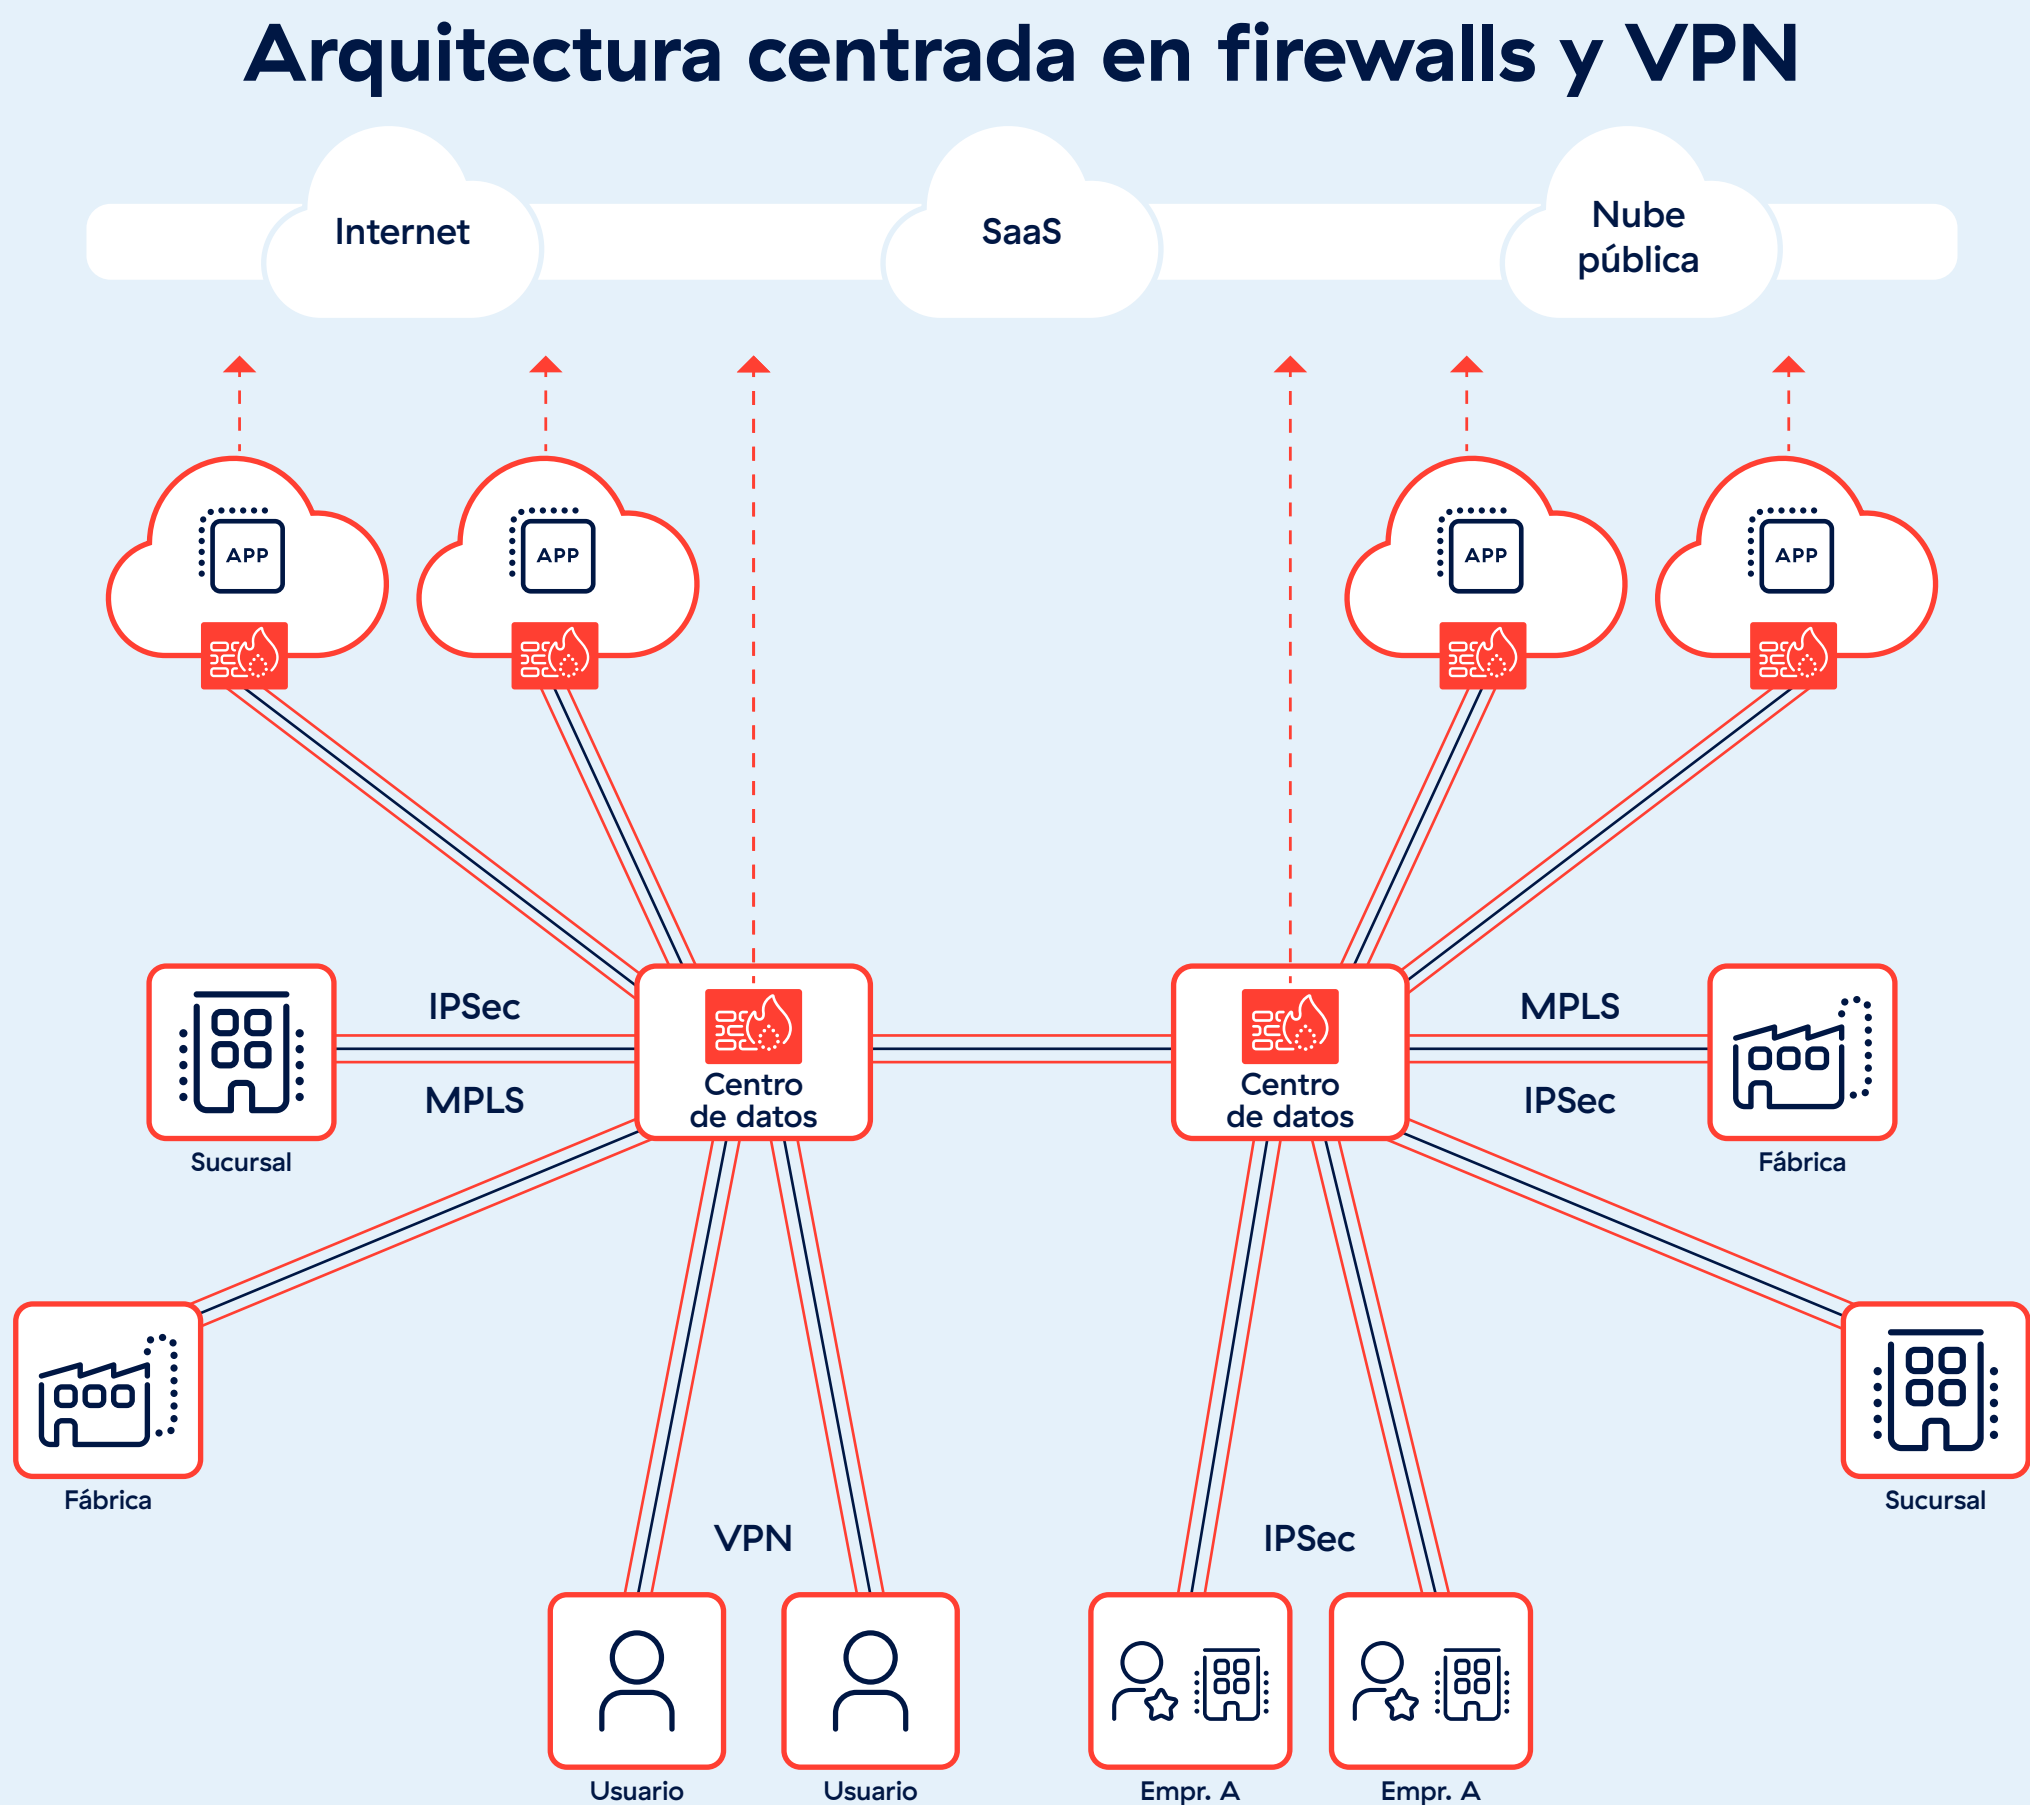 Arquitectura centrada en firewalls y VPN
Internet
SaaS
Nube
pública
APP
APP
APP
APP
IPSec
MPLS
Sucursal
Centro
de datos
Centro
de datos
MPLS
IPSec
Fábrica
Fábrica
Sucursal
VPN
IPSec
Usuario
Usuario
Empr. A
Empr. A